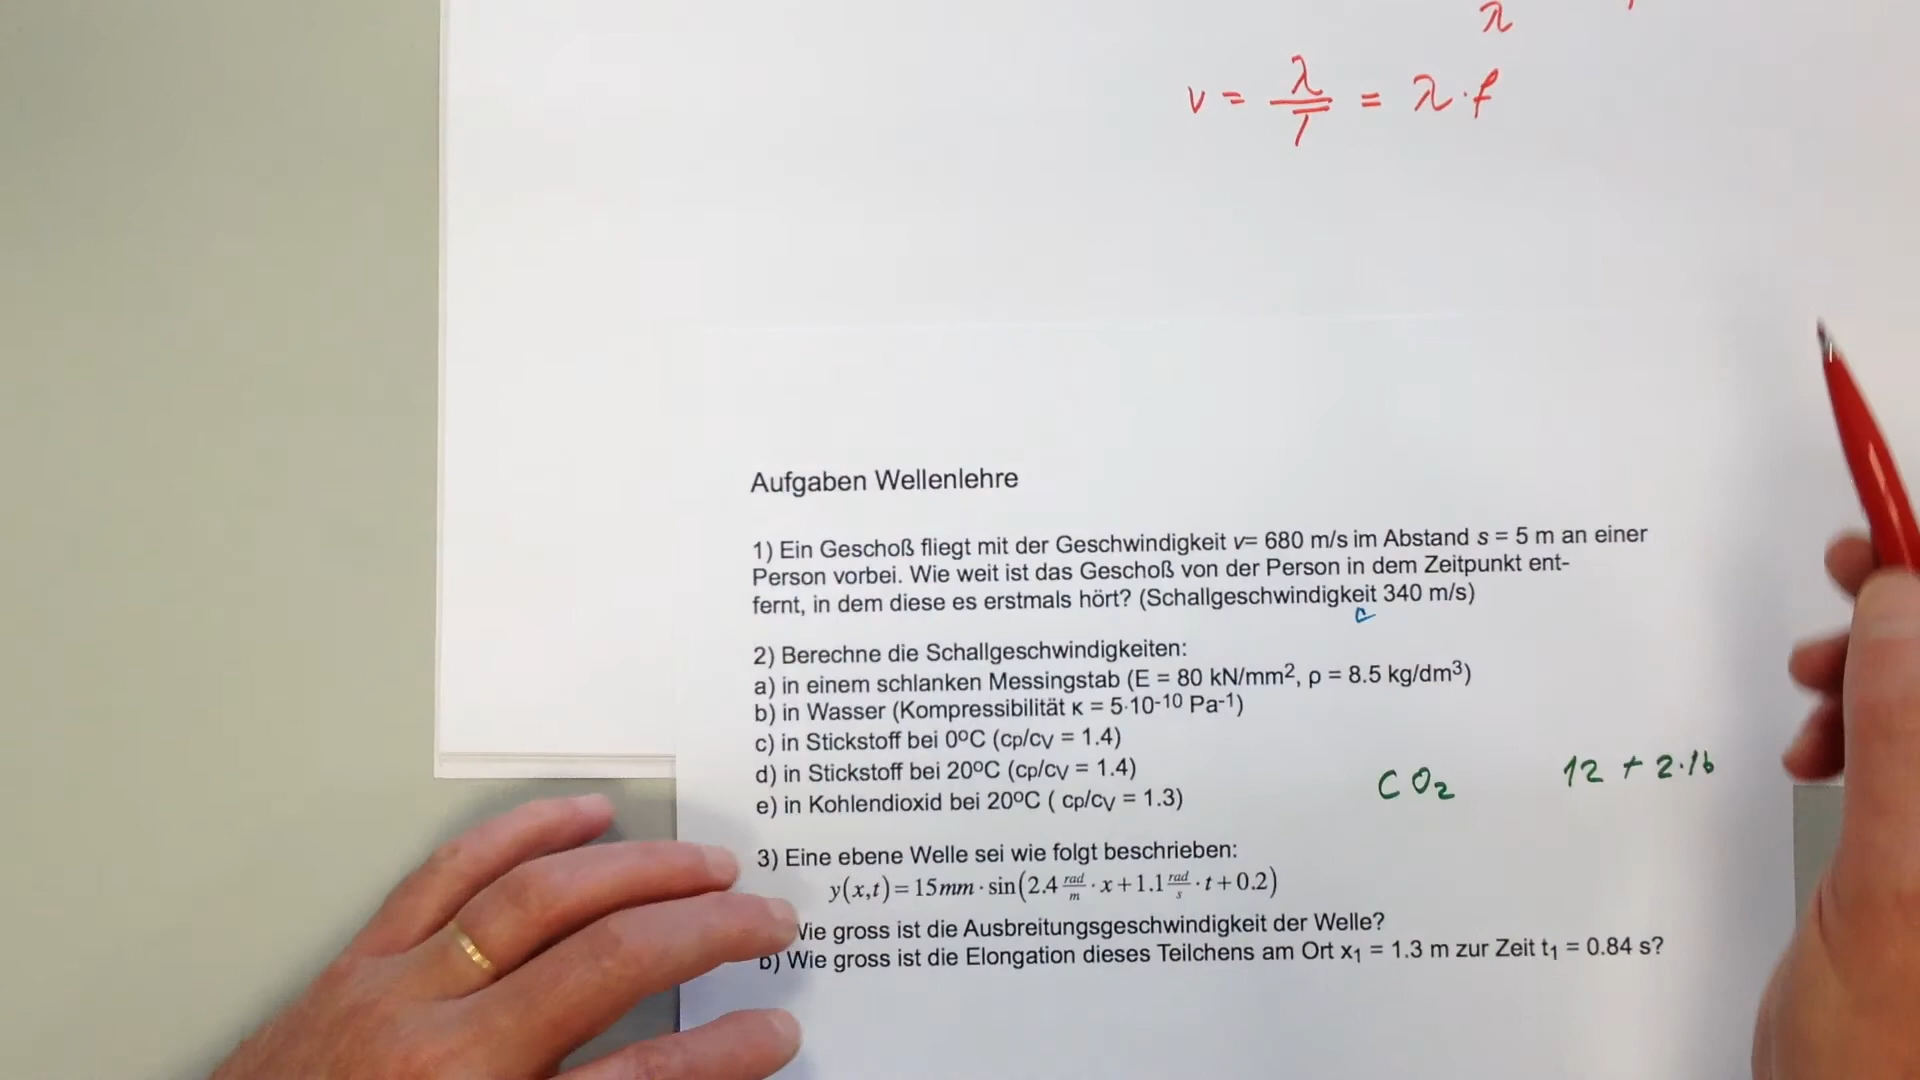 λ
v = λ/T = λ·f
Aufgaben Wellenlehre
1) Ein Geschoß fliegt mit der Geschwindigkeit v= 680 m/s im Abstand s = 5 m an einer
Person vorbei. Wie weit ist das Geschoß von der Person in dem Zeitpunkt ent-
fernt, in dem diese es erstmals hört? (Schallgeschwindigkeit 340 m/s)
c
2) Berechne die Schallgeschwindigkeiten:
a) in einem schlanken Messingstab (E = 80 kN/mm², ρ = 8.5 kg/dm³)
b) in Wasser (Kompressibilität κ = 5·10⁻¹⁰ Pa⁻¹)
c) in Stickstoff bei 0ºC (cp/cv = 1.4)
d) in Stickstoff bei 20ºC (cp/cv = 1.4)
e) in Kohlendioxid bei 20ºC ( cp/cv = 1.3)
CO₂ 12 + 2·16
3) Eine ebene Welle sei wie folgt beschrieben:
y(x,t) = 15mm · sin(2.4 rad/m · x + 1.1 rad/s · t + 0.2)
gross ist die Ausbreitungsgeschwindigkeit der Welle?
b) Wie gross ist die Elongation dieses Teilchens am Ort x₁ = 1.3 m zur Zeit t₁ = 0.84 s?